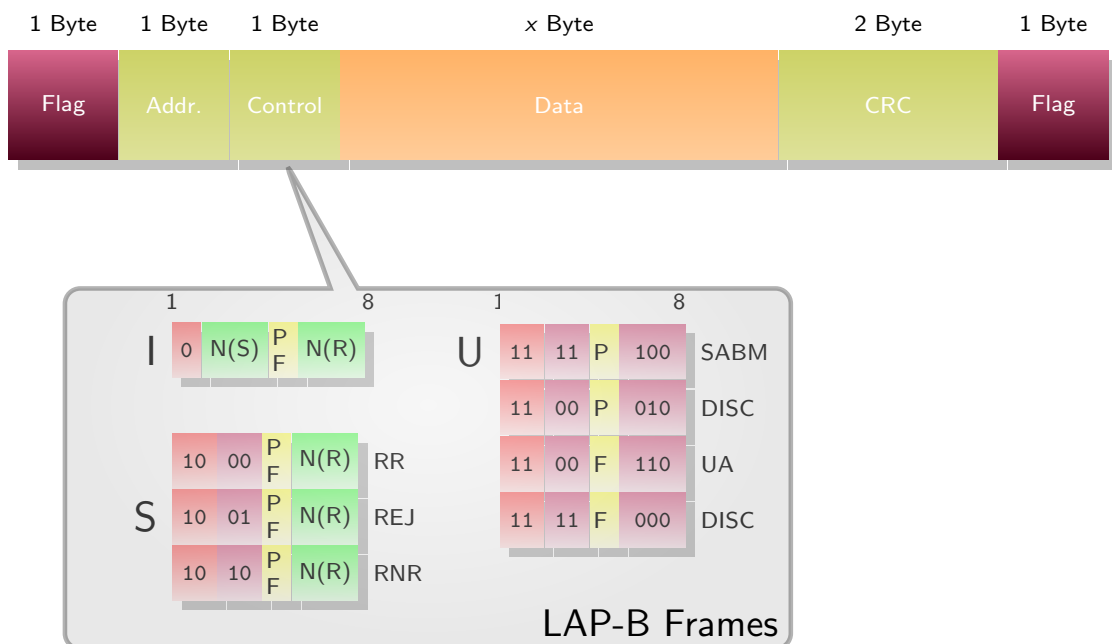 1 Byte 1 Byte 1 Byte x Byte 2 Byte 1 Byte
Flag Addr. Control Data CRC Flag
1 8
I 0 N(S) P F N(R)
S
10 00 P F N(R) RR
10 01 P F N(R) REJ
10 10 P F N(R) RNR
1 8
U 11 11 P 100 SABM
11 00 P 010 DISC
11 00 F 110 UA
11 11 F 000 DISC
LAP-B Frames